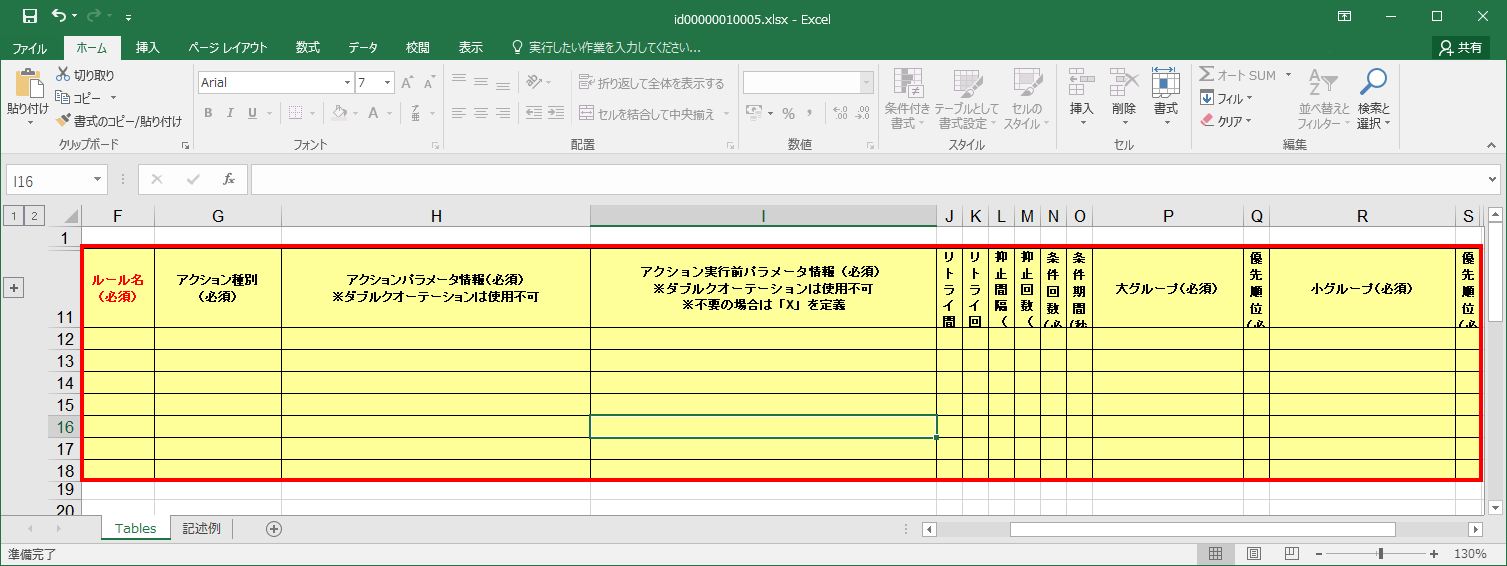 id00000010005.xlsx - Excel
ファイル ホーム 挿入 ページ レイアウト 数式 データ 校閲 表示 実行したい作業を入力してください... 共有
貼り付け
切り取り
コピー
書式のコピー/貼り付け
クリップボード
Arial 7
B I U A
フォント
折り返して全体を表示する
セルを結合して中央揃え
配置
%
数値
条件付き
書式
テーブルとして
書式設定
セルの
スタイル
スタイル
挿入 削除 書式
セル
オート SUM
フィル
クリア
並べ替えと
フィルター
検索と
選択
編集
I16 fx
1 2 F G H I J K L M N O P Q R S
1
ルール名
(必須)
アクション種別
(必須)
アクションパラメータ情報(必須)
※ダブルクオーテーションは使用不可
アクション実行前パラメータ情報 (必須)
※ダブルクオーテーションは使用不可
※不要の場合は「X」を定義
リトライ間
リトライ回
抑止間隔(
抑止回数(
条件回数(必
条件期間(秒
大グループ(必須)
優先順位(必
小グループ(必須)
優先順位(必
11
12
13
14
15
16
17
18
19
20
Tables 記述例
準備完了 130%